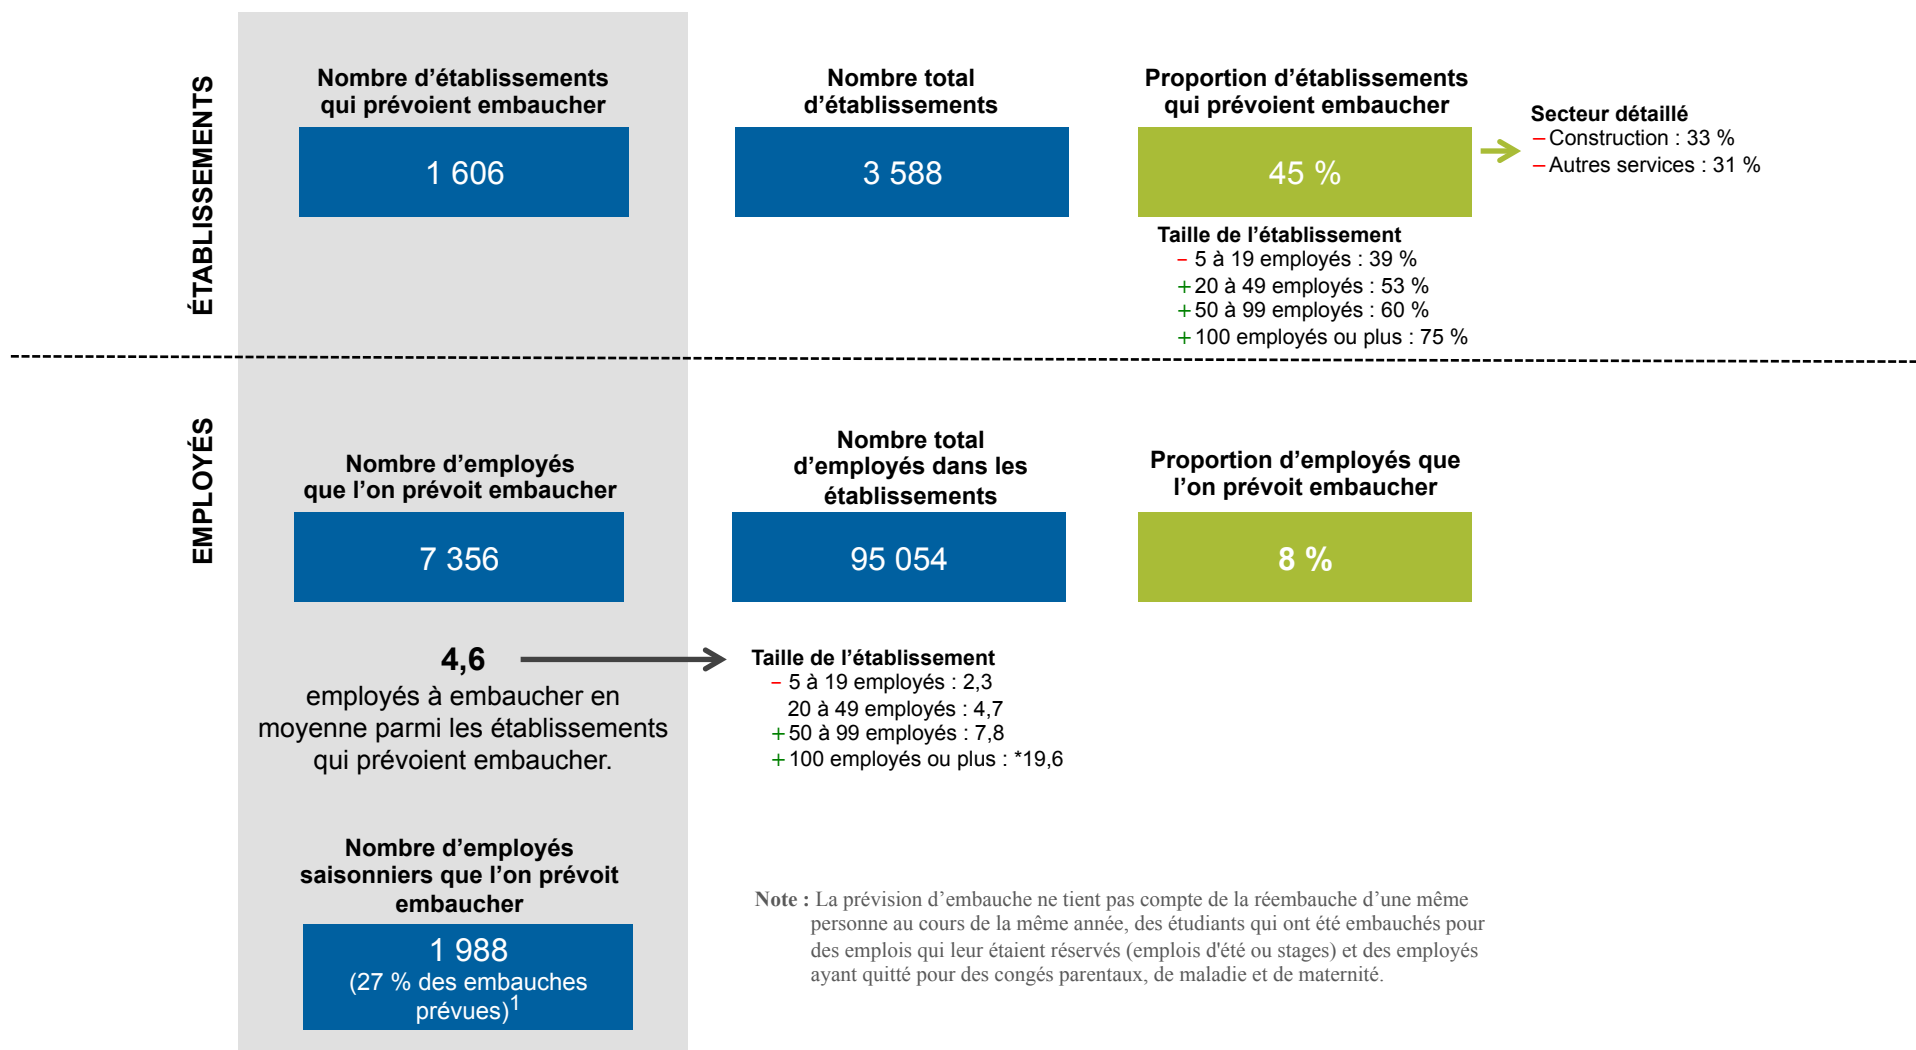 ÉTABLISSEMENTS
Nombre d’établissements
qui prévoient embaucher
1 606
Nombre total
d’établissements
3 588
Proportion d’établissements
qui prévoient embaucher
45 %
Secteur détaillé
– Construction : 33 %
– Autres services : 31 %
Taille de l’établissement
– 5 à 19 employés : 39 %
+ 20 à 49 employés : 53 %
+ 50 à 99 employés : 60 %
+ 100 employés ou plus : 75 %
EMPLOYÉS
Nombre d’employés
que l’on prévoit embaucher
7 356
Nombre total
d’employés dans les
établissements
95 054
Proportion d’employés que
l’on prévoit embaucher
8 %
4,6
employés à embaucher en
moyenne parmi les établissements
qui prévoient embaucher.
Taille de l’établissement
– 5 à 19 employés : 2,3
20 à 49 employés : 4,7
+ 50 à 99 employés : 7,8
+ 100 employés ou plus : *19,6
Nombre d’employés
saisonniers que l’on prévoit
embaucher
1 988
(27 % des embauches
prévues)1
Note : La prévision d’embauche ne tient pas compte de la réembauche d’une même
personne au cours de la même année, des étudiants qui ont été embauchés pour
des emplois qui leur étaient réservés (emplois d'été ou stages) et des employés
ayant quitté pour des congés parentaux, de maladie et de maternité.